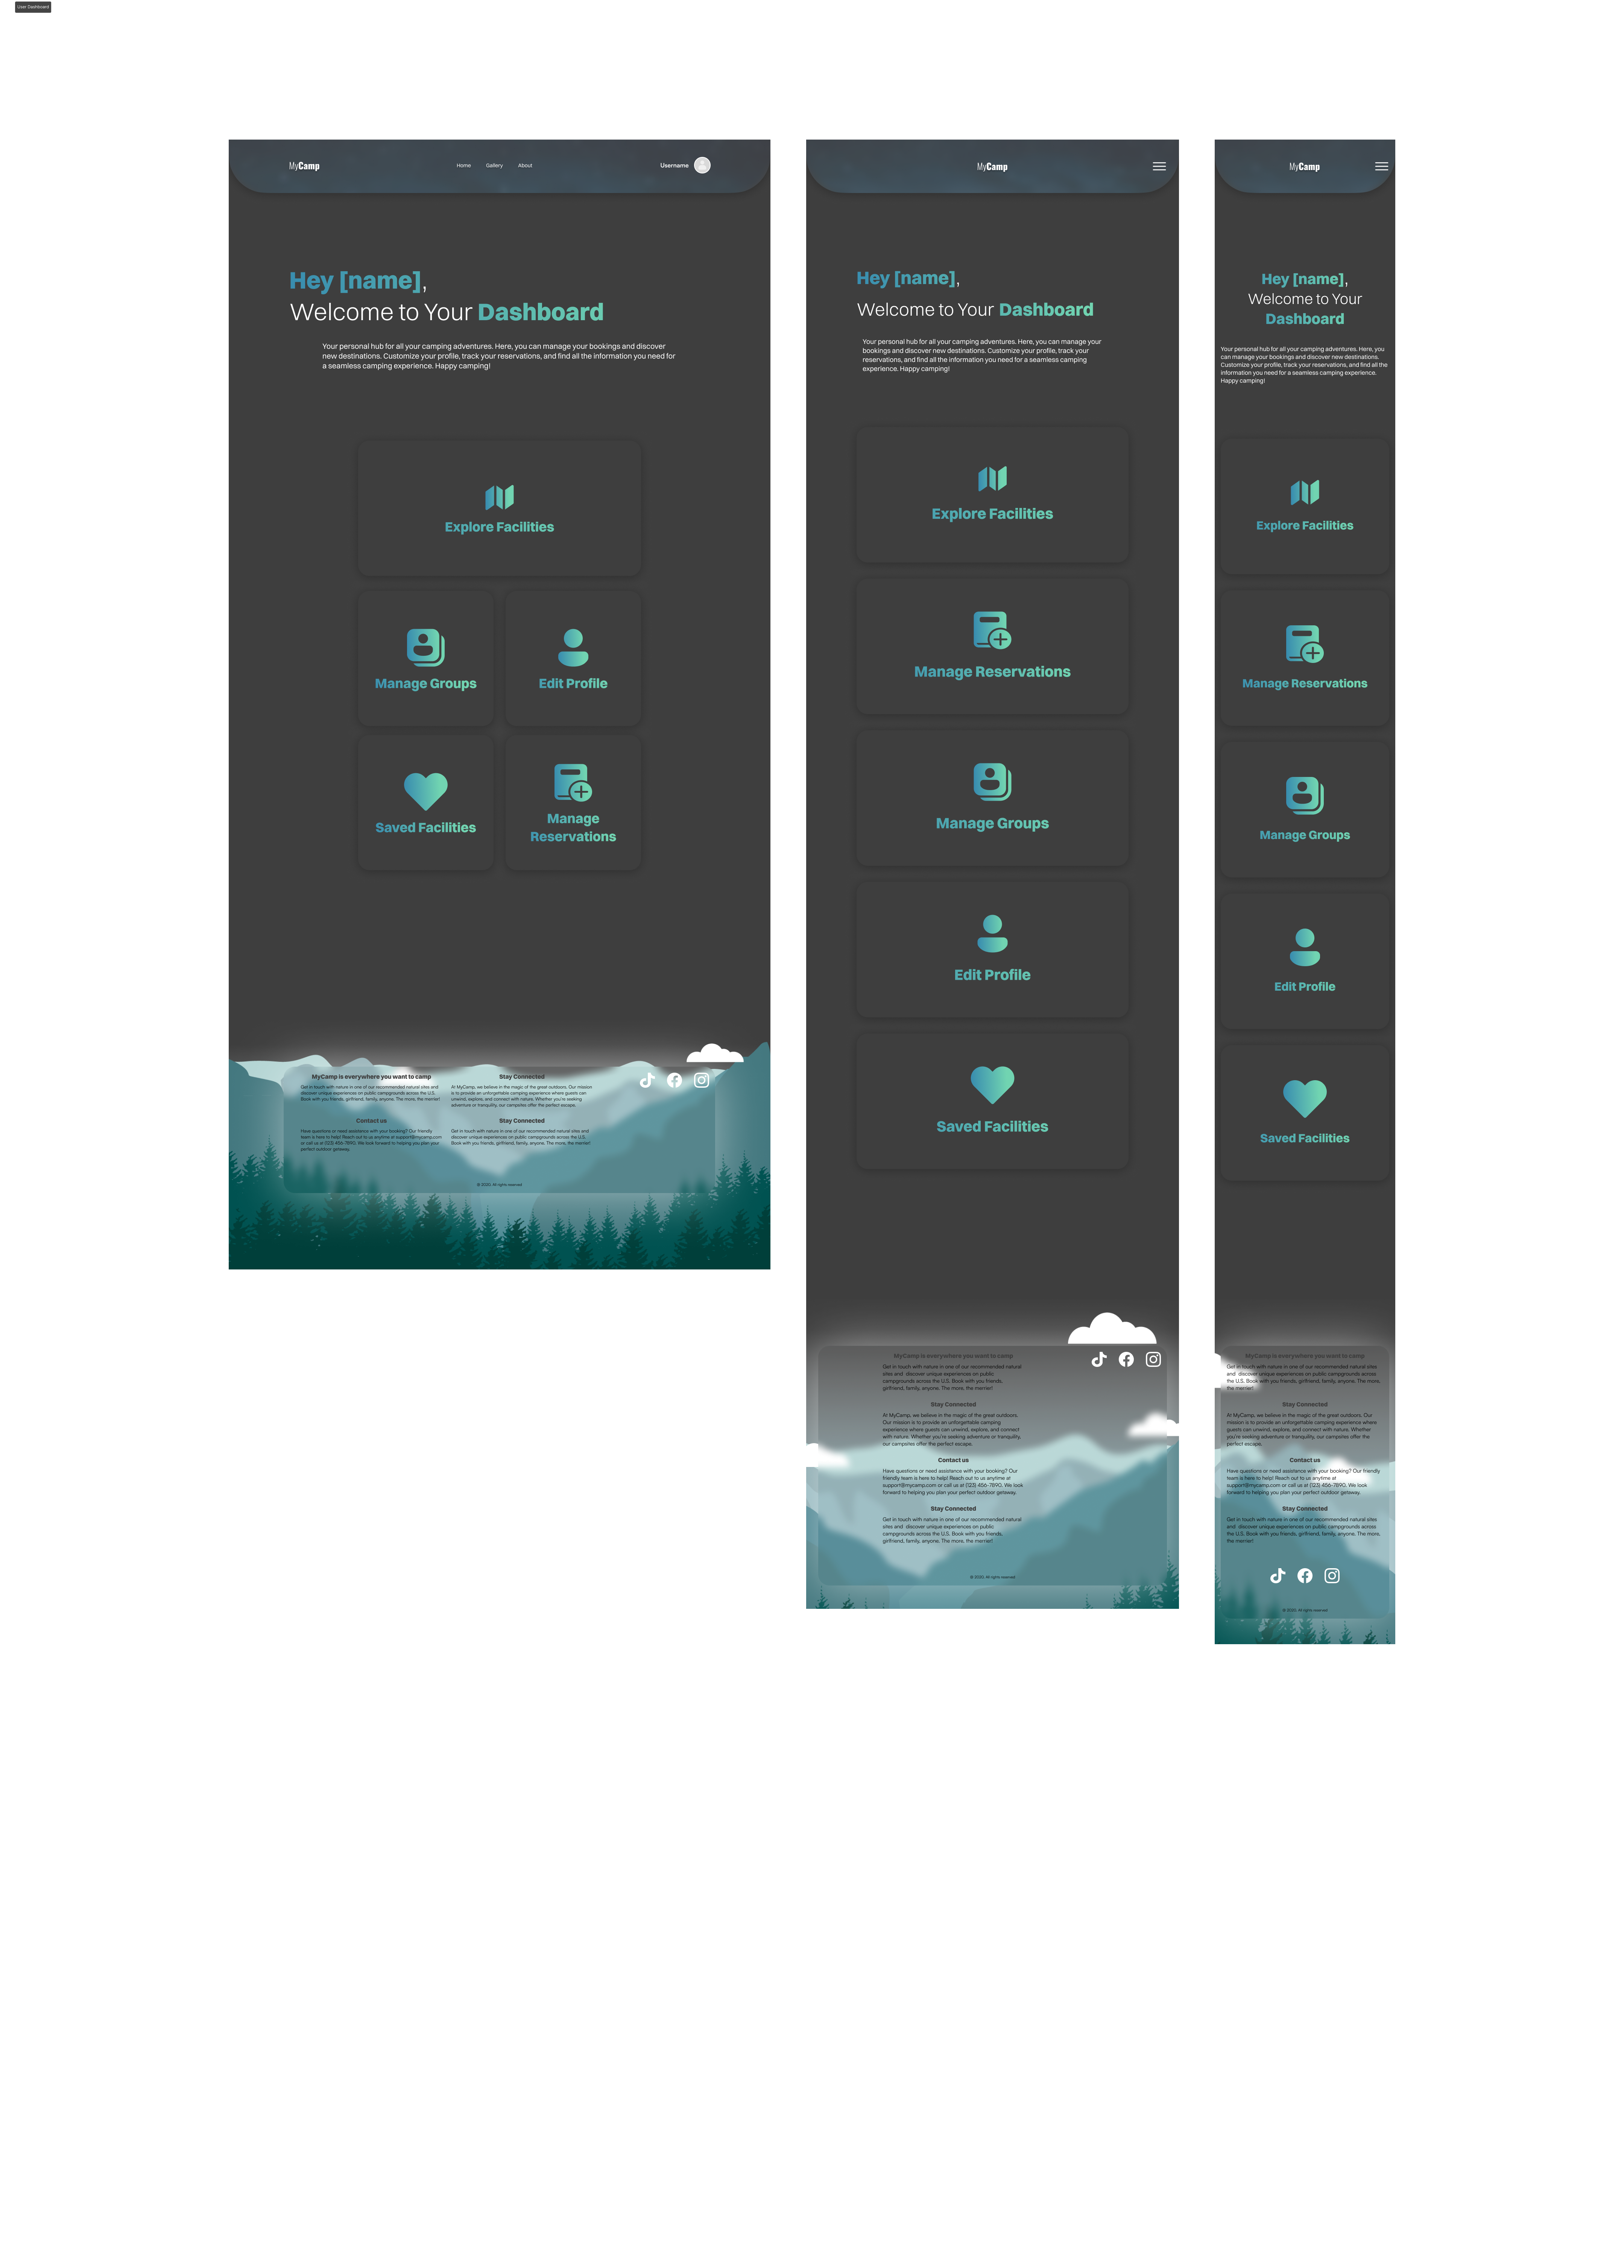 User Dashboard
MyCamp
Home Gallery About
Username
Hey [name],
Welcome to Your Dashboard
Your personal hub for all your camping adventures. Here, you can manage your bookings and discover
new destinations. Customize your profile, track your reservations, and find all the information you need for
a seamless camping experience. Happy camping!
Explore Facilities
Manage Groups
Edit Profile
Saved Facilities
Manage
Reservations
MyCamp is everywhere you want to camp
Get in touch with nature in one of our recommended natural sites and
discover unique experiences on public campgrounds across the U.S.
Book with you friends, girlfriend, family, anyone. The more, the merrier!
Stay Connected
At MyCamp, we believe in the magic of the great outdoors. Our mission
is to provide an unforgettable camping experience where guests can
unwind, explore, and connect with nature. Whether you're seeking
adventure or tranquility, our campsites offer the perfect escape.
Contact us
Have questions or need assistance with your booking? Our friendly
team is here to help! Reach out to us anytime at support@mycamp.com
or call us at (123) 456-7890. We look forward to helping you plan your
perfect outdoor getaway.
Stay Connected
Get in touch with nature in one of our recommended natural sites and
discover unique experiences on public campgrounds across the U.S.
Book with you friends, girlfriend, family, anyone. The more, the merrier!
© 2020, All rights reserved
MyCamp
Hey [name],
Welcome to Your Dashboard
Your personal hub for all your camping adventures. Here, you can manage your
bookings and discover new destinations. Customize your profile, track your
reservations, and find all the information you need for a seamless camping
experience. Happy camping!
Explore Facilities
Manage Reservations
Manage Groups
Edit Profile
Saved Facilities
MyCamp is everywhere you want to camp
Get in touch with nature in one of our recommended natural
sites and discover unique experiences on public
campgrounds across the U.S. Book with you friends,
girlfriend, family, anyone. The more, the merrier!
Stay Connected
At MyCamp, we believe in the magic of the great outdoors.
Our mission is to provide an unforgettable camping
experience where guests can unwind, explore, and connect
with nature. Whether you're seeking adventure or tranquility,
our campsites offer the perfect escape.
Contact us
Have questions or need assistance with your booking? Our
friendly team is here to help! Reach out to us anytime at
support@mycamp.com or call us at (123) 456-7890. We look
forward to helping you plan your perfect outdoor getaway.
Stay Connected
Get in touch with nature in one of our recommended natural
sites and discover unique experiences on public
campgrounds across the U.S. Book with you friends,
girlfriend, family, anyone. The more, the merrier!
© 2020, All rights reserved
MyCamp
Hey [name],
Welcome to Your
Dashboard
Your personal hub for all your camping adventures. Here, you
can manage your bookings and discover new destinations.
Customize your profile, track your reservations, and find all the
information you need for a seamless camping experience.
Happy camping!
Explore Facilities
Manage Reservations
Manage Groups
Edit Profile
Saved Facilities
MyCamp is everywhere you want to camp
Get in touch with nature in one of our recommended natural sites
and discover unique experiences on public campgrounds across
the U.S. Book with you friends, girlfriend, family, anyone. The more,
the merrier!
Stay Connected
At MyCamp, we believe in the magic of the great outdoors. Our
mission is to provide an unforgettable camping experience where
guests can unwind, explore, and connect with nature. Whether
you're seeking adventure or tranquility, our campsites offer the
perfect escape.
Contact us
Have questions or need assistance with your booking? Our friendly
team is here to help! Reach out to us anytime at
support@mycamp.com or call us at (123) 456-7890. We look
forward to helping you plan your perfect outdoor getaway.
Stay Connected
Get in touch with nature in one of our recommended natural sites
and discover unique experiences on public campgrounds across
the U.S. Book with you friends, girlfriend, family, anyone. The more,
the merrier!
© 2020, All rights reserved